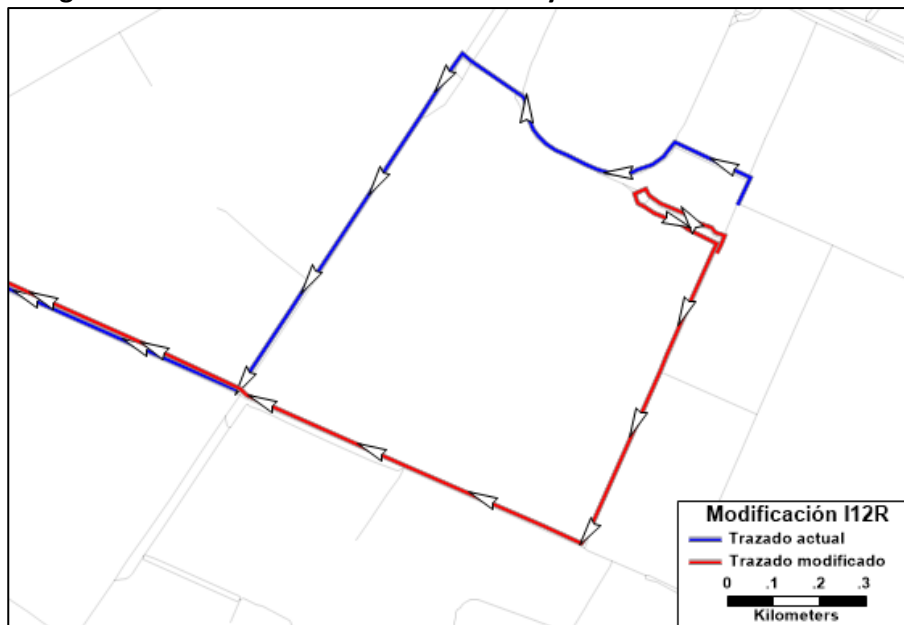 Modificación I12R
Trazado actual
Trazado modificado
0 .1 .2 .3
Kilometers